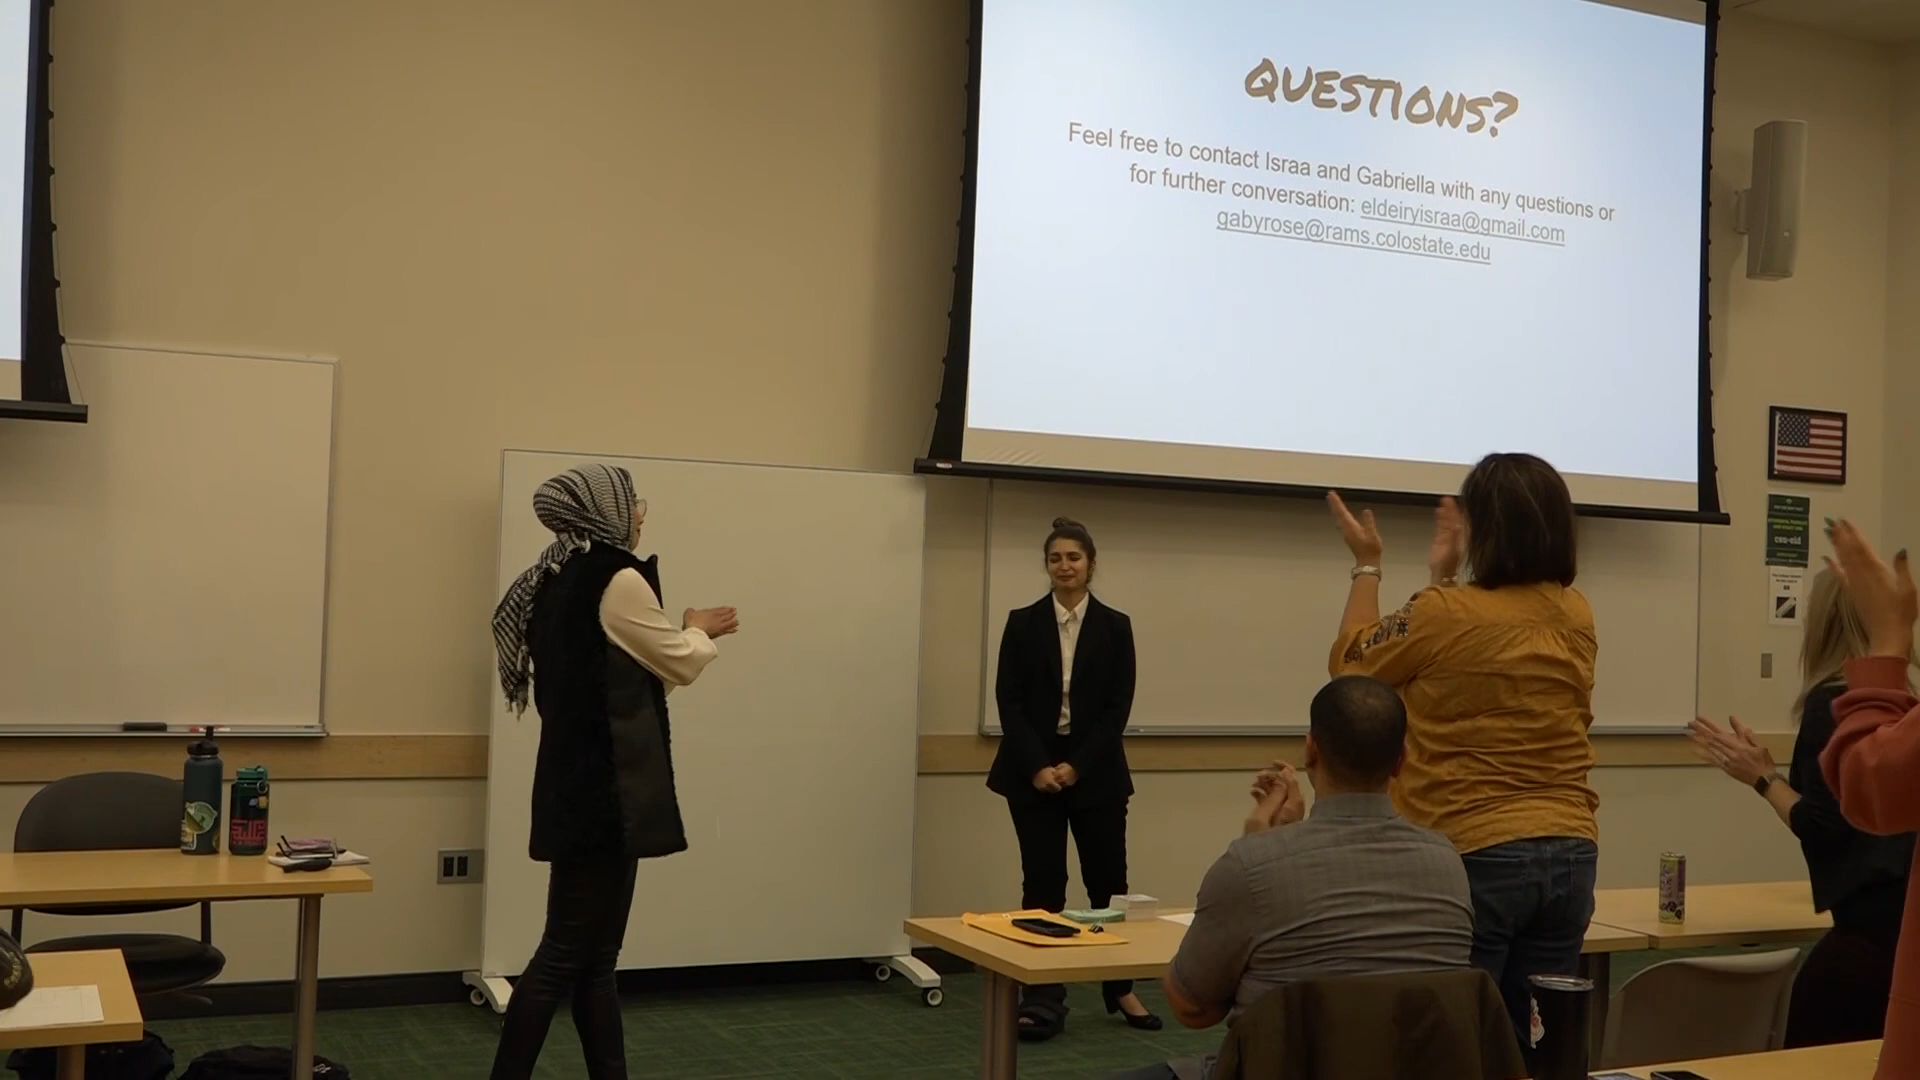 QUESTIONS?
Feel free to contact Israa and Gabriella with any questions or
for further conversation: eldeiryisraa@gmail.com
gabyrose@rams.colostate.edu